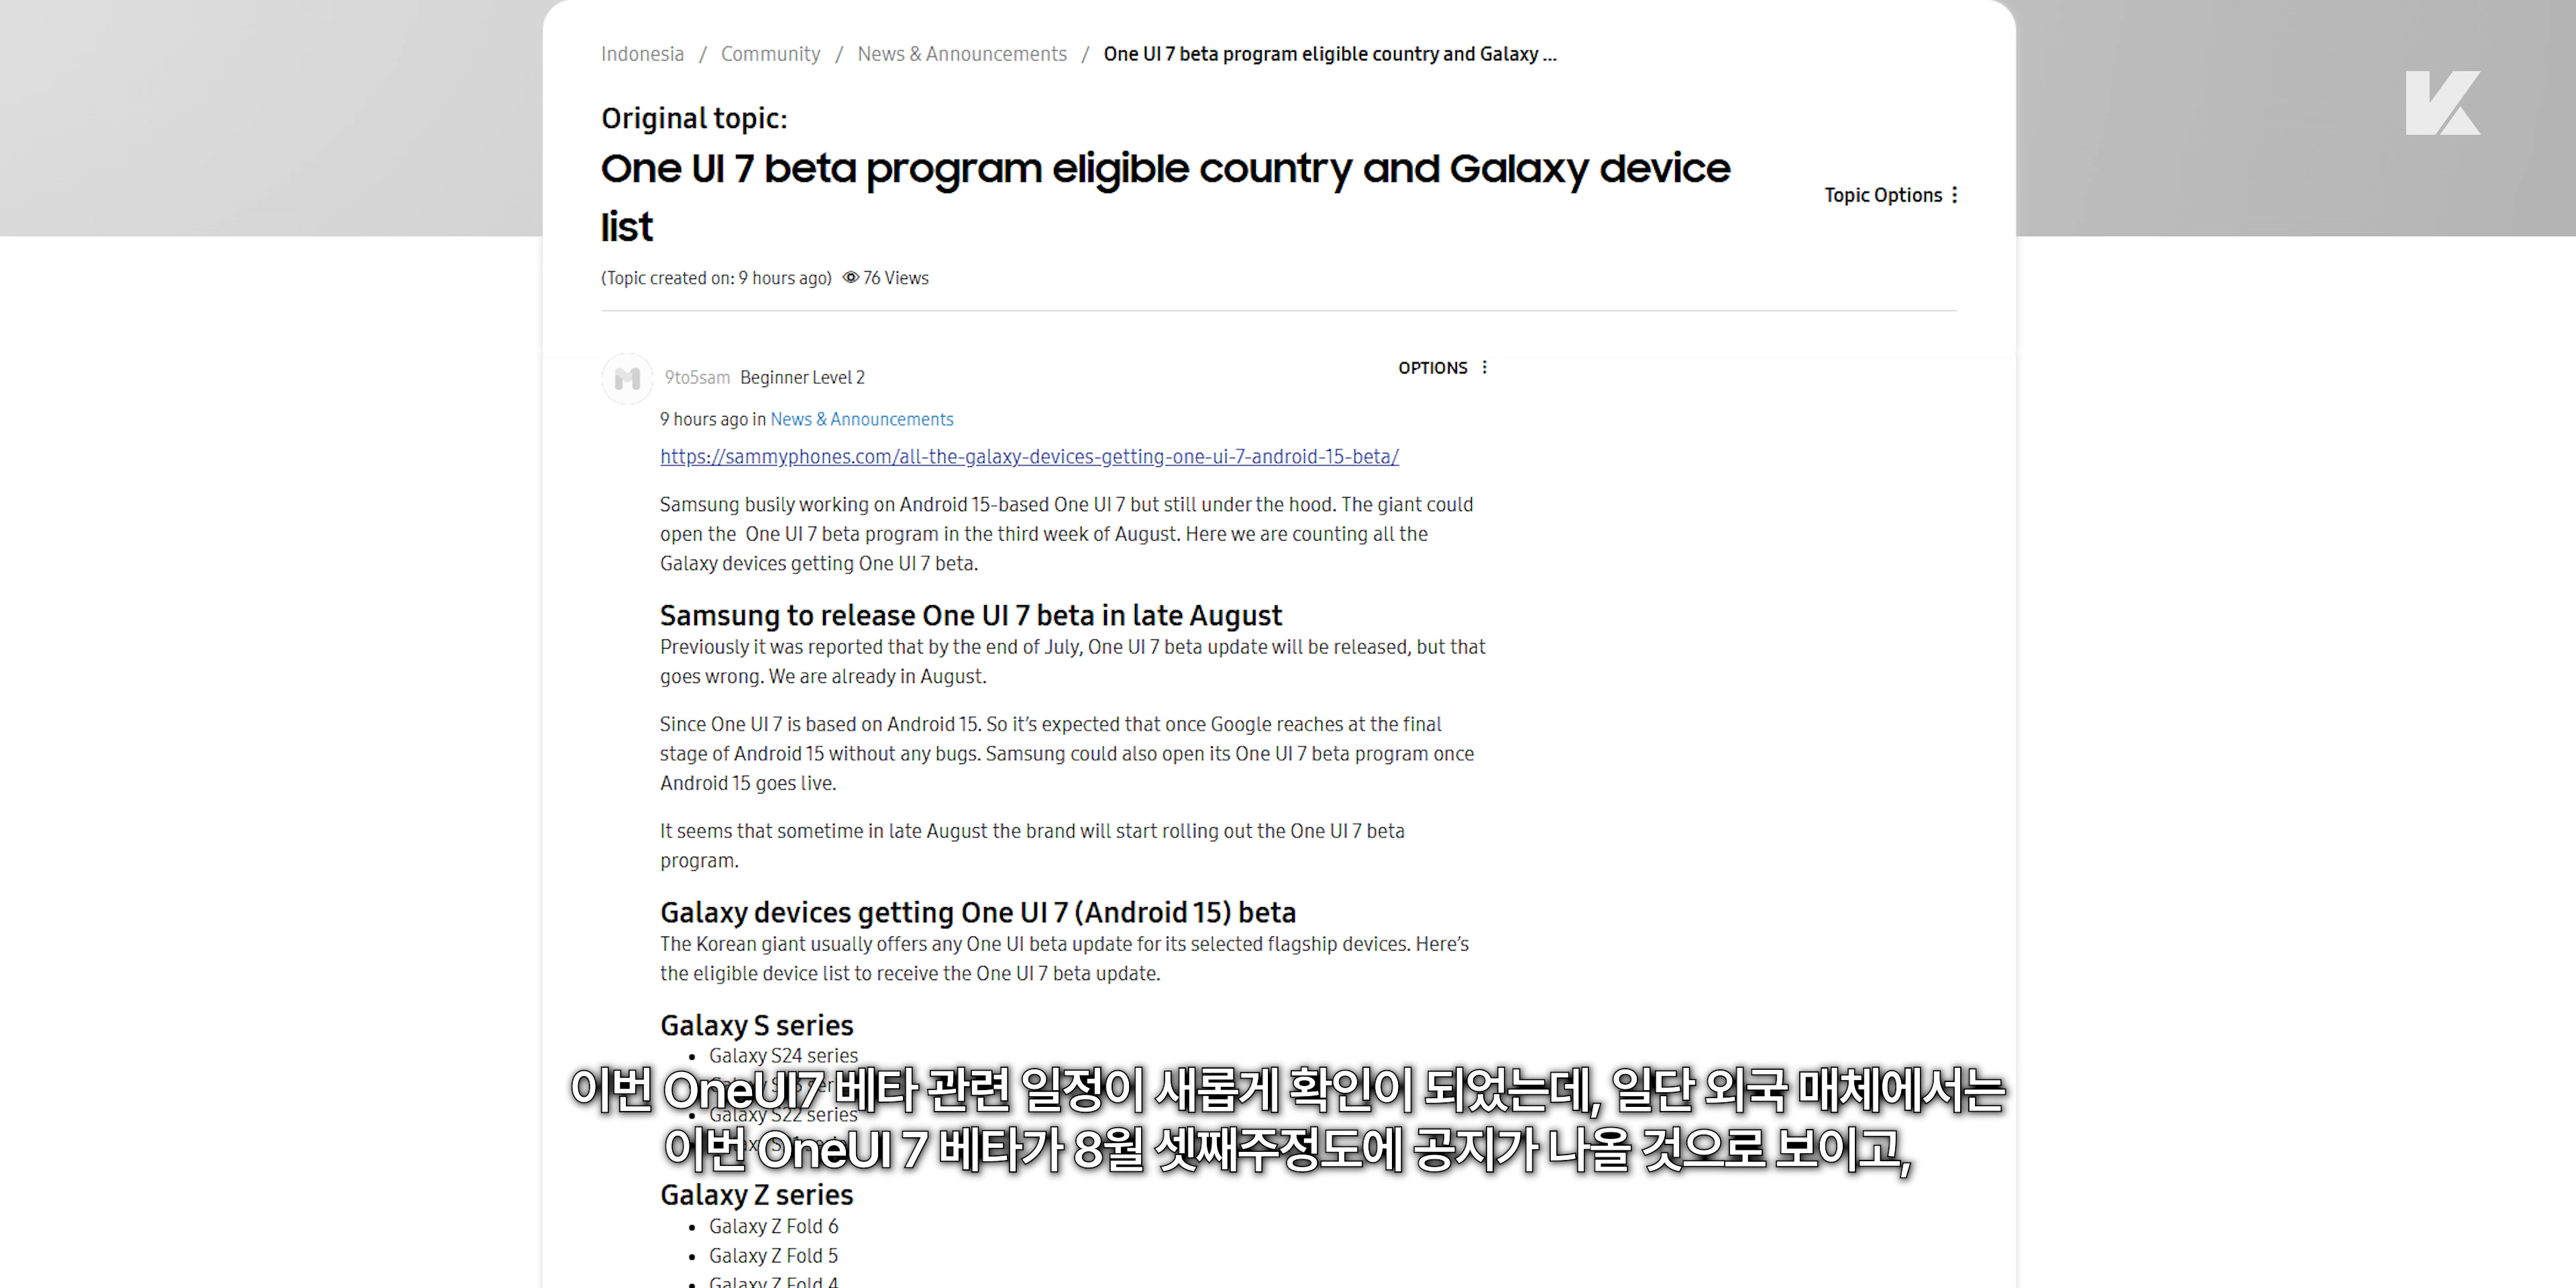 Indonesia / Community / News & Announcements / One UI 7 beta program eligible country and Galaxy ...
Original topic:
One UI 7 beta program eligible country and Galaxy device
list
Topic Options
(Topic created on: 9 hours ago) 76 Views
9to5sam Beginner Level 2
OPTIONS
9 hours ago in News & Announcements
https://sammyphones.com/all-the-galaxy-devices-getting-one-ui-7-android-15-beta/
Samsung busily working on Android 15-based One UI 7 but still under the hood. The giant could
open the One UI 7 beta program in the third week of August. Here we are counting all the
Galaxy devices getting One UI 7 beta.
Samsung to release One UI 7 beta in late August
Previously it was reported that by the end of July, One UI 7 beta update will be released, but that
goes wrong. We are already in August.
Since One UI 7 is based on Android 15. So it’s expected that once Google reaches at the final
stage of Android 15 without any bugs. Samsung could also open its One UI 7 beta program once
Android 15 goes live.
It seems that sometime in late August the brand will start rolling out the One UI 7 beta
program.
Galaxy devices getting One UI 7 (Android 15) beta
The Korean giant usually offers any One UI beta update for its selected flagship devices. Here’s
the eligible device list to receive the One UI 7 beta update.
Galaxy S series
Galaxy S24 series
이번 OneUI7 베타 관련 일정이 새롭게 확인이 되었는데, 일단 외국 매체에서는
Galaxy S22 series
이번 OneUI 7 베타가 8월 셋째주정도에 공지가 나올 것으로 보이고,
Galaxy Z series
Galaxy Z Fold 6
Galaxy Z Fold 5
Galaxy Z Fold 4